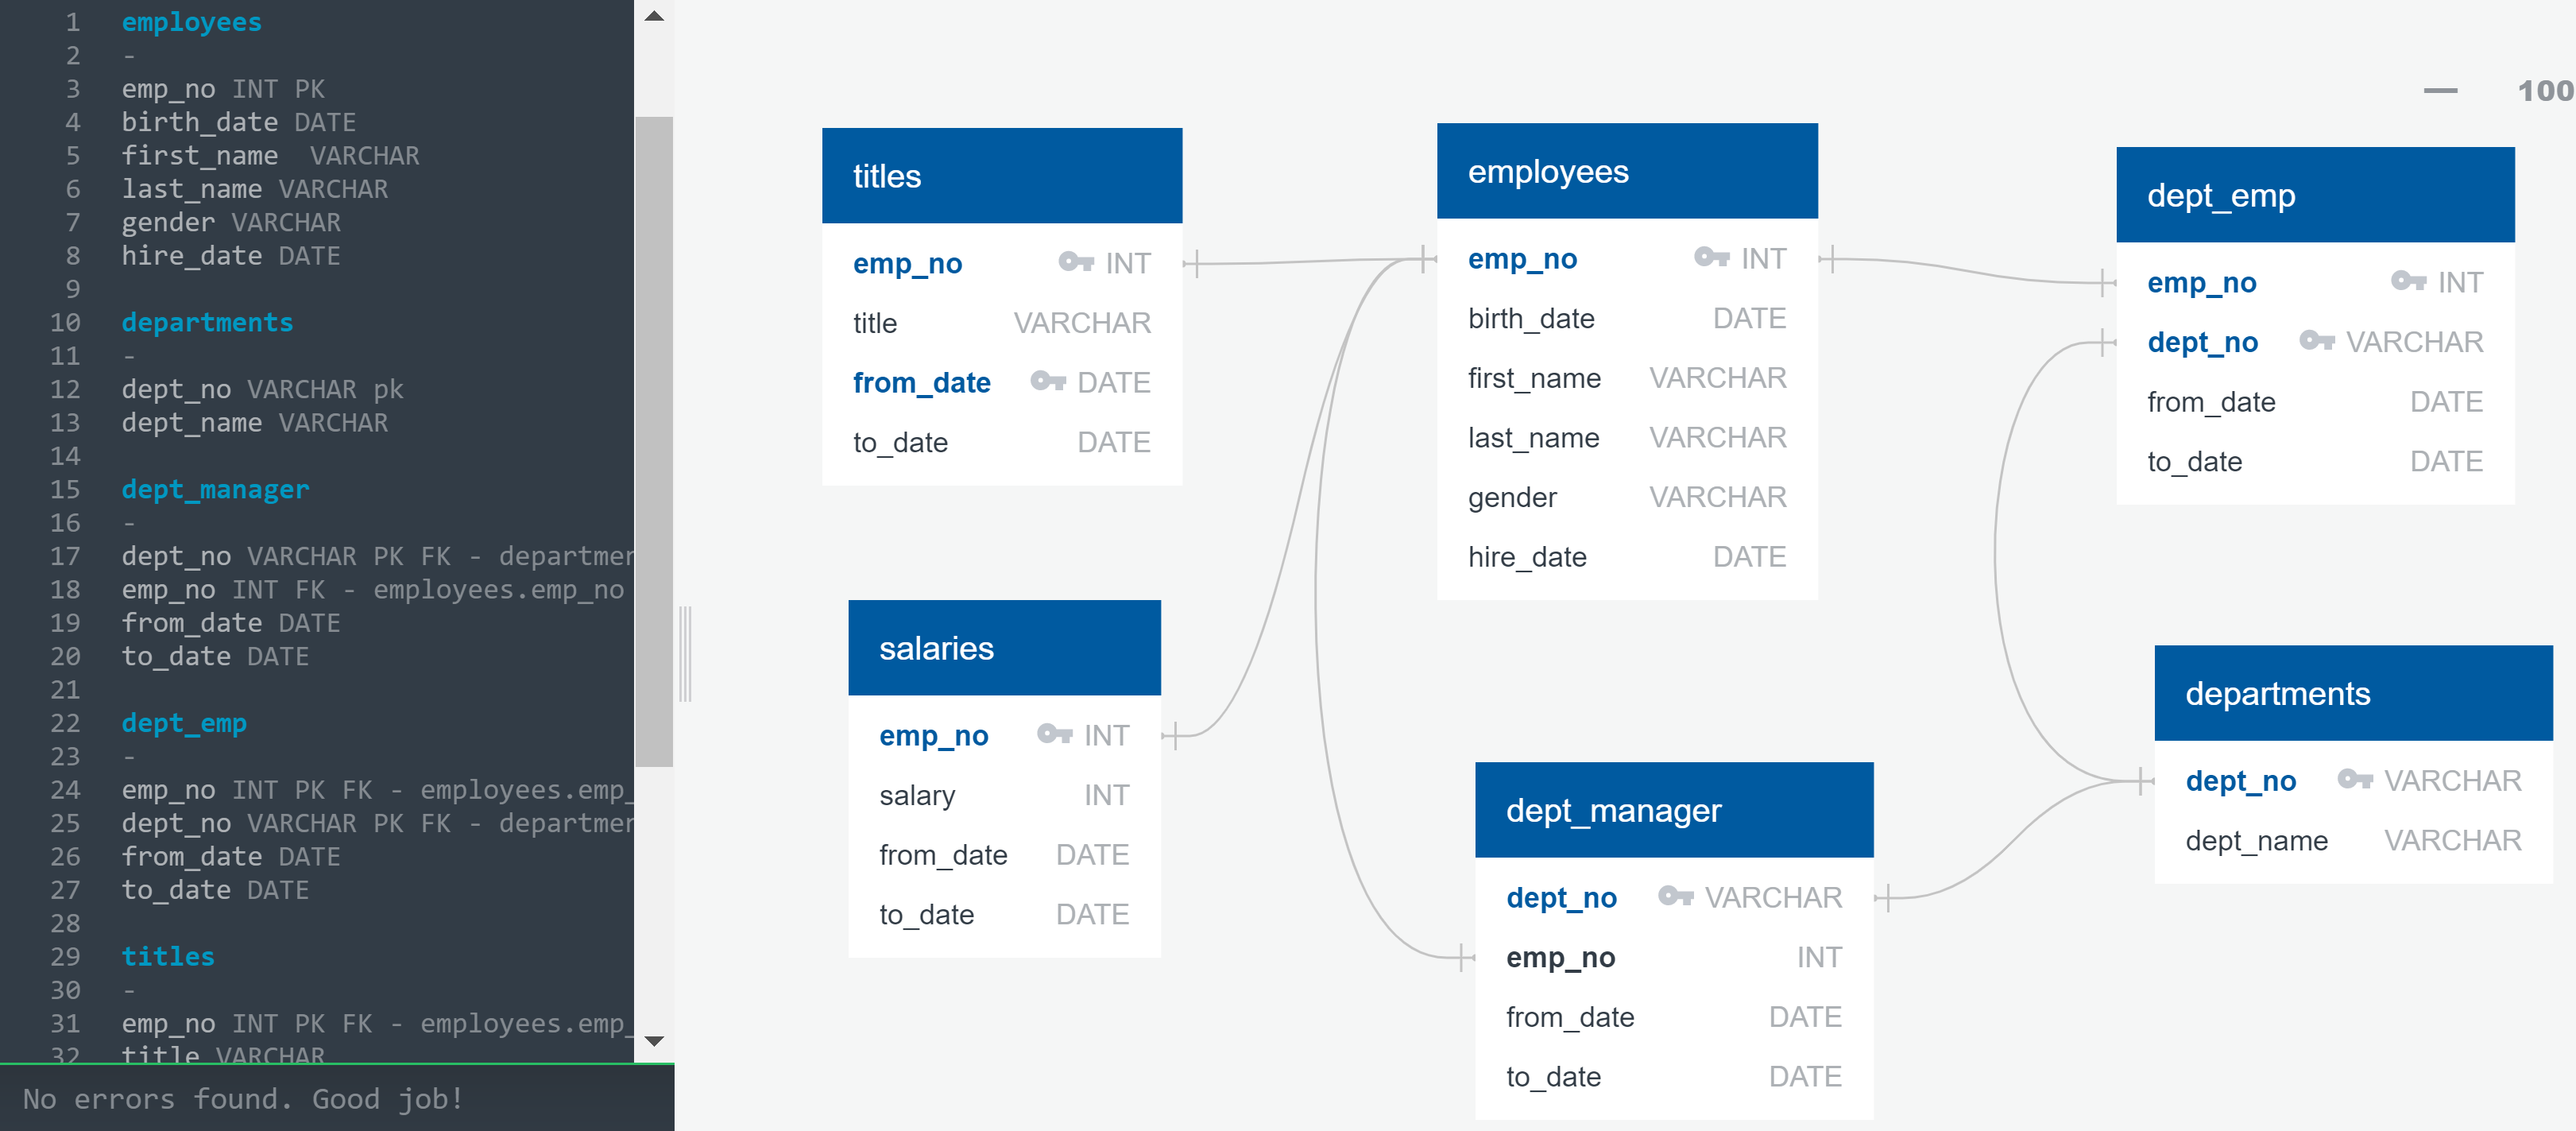 1 employees
2 -
3 emp_no INT PK
4 birth_date DATE
5 first_name  VARCHAR
6 last_name VARCHAR
7 gender VARCHAR
8 hire_date DATE
9
10 departments
11 -
12 dept_no VARCHAR pk
13 dept_name VARCHAR
14
15 dept_manager
16 -
17 dept_no VARCHAR PK FK - departmen
18 emp_no INT FK - employees.emp_no
19 from_date DATE
20 to_date DATE
21
22 dept_emp
23 -
24 emp_no INT PK FK - employees.emp_
25 dept_no VARCHAR PK FK - departmen
26 from_date DATE
27 to_date DATE
28
29 titles
30 -
31 emp_no INT PK FK - employees.emp_
32 title VARCHAR
No errors found. Good job!
100
titles
emp_no INT
title VARCHAR
from_date DATE
to_date DATE
employees
emp_no INT
birth_date DATE
first_name VARCHAR
last_name VARCHAR
gender VARCHAR
hire_date DATE
dept_emp
emp_no INT
dept_no VARCHAR
from_date DATE
to_date DATE
salaries
emp_no INT
salary INT
from_date DATE
to_date DATE
dept_manager
dept_no VARCHAR
emp_no INT
from_date DATE
to_date DATE
departments
dept_no VARCHAR
dept_name VARCHAR